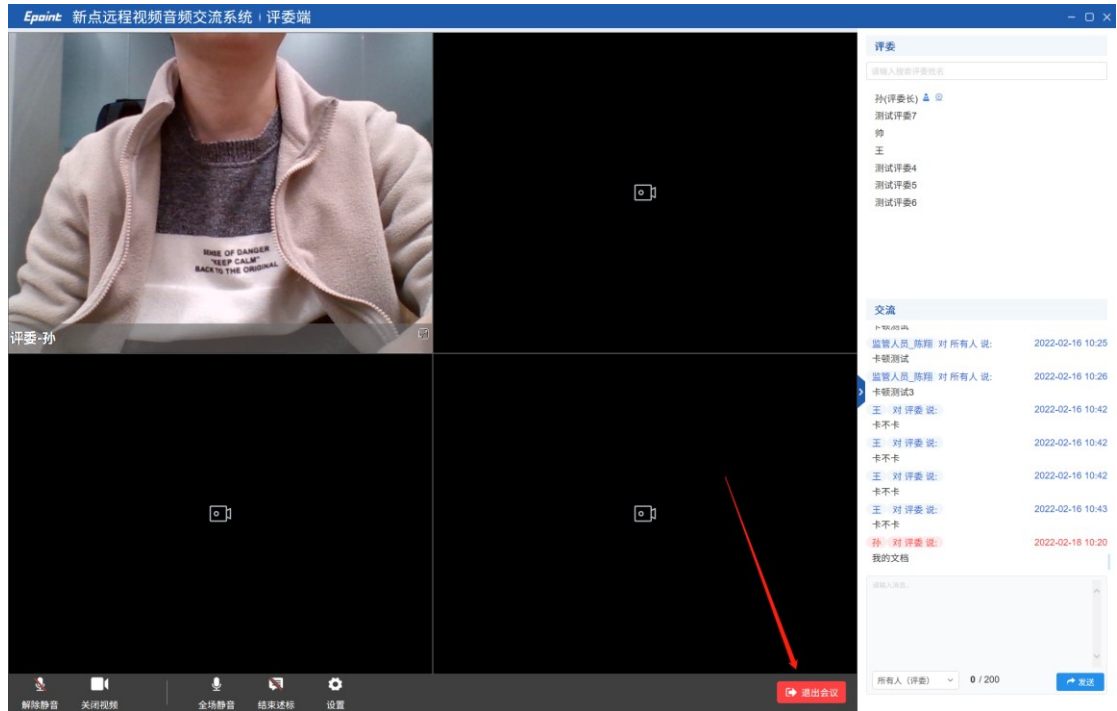 Epoint 新点远程视频音频交流系统 | 评委端
SENSE OF DANGER
"KEEP CALM"
BACK TO THE ORIGINAL
评委-孙
解除静音
关闭视频
全场静音
结束述标
设置
退出会议
评委
请输入搜索评委姓名
孙(评委长)
测试评委7
帅
王
测试评委4
测试评委5
测试评委6
交流
卡顿测试
监管人员_陈翔 对 所有人 说: 2022-02-16 10:25
卡顿测试
监管人员_陈翔 对 所有人 说: 2022-02-16 10:26
卡顿测试3
王 对 评委 说: 2022-02-16 10:42
卡不卡
王 对 评委 说: 2022-02-16 10:42
卡不卡
王 对 评委 说: 2022-02-16 10:42
卡不卡
王 对 评委 说: 2022-02-16 10:43
卡不卡
孙 对 评委 说: 2022-02-18 10:20
我的文档
请输入消息...
所有人（评委） 0 / 200 发送